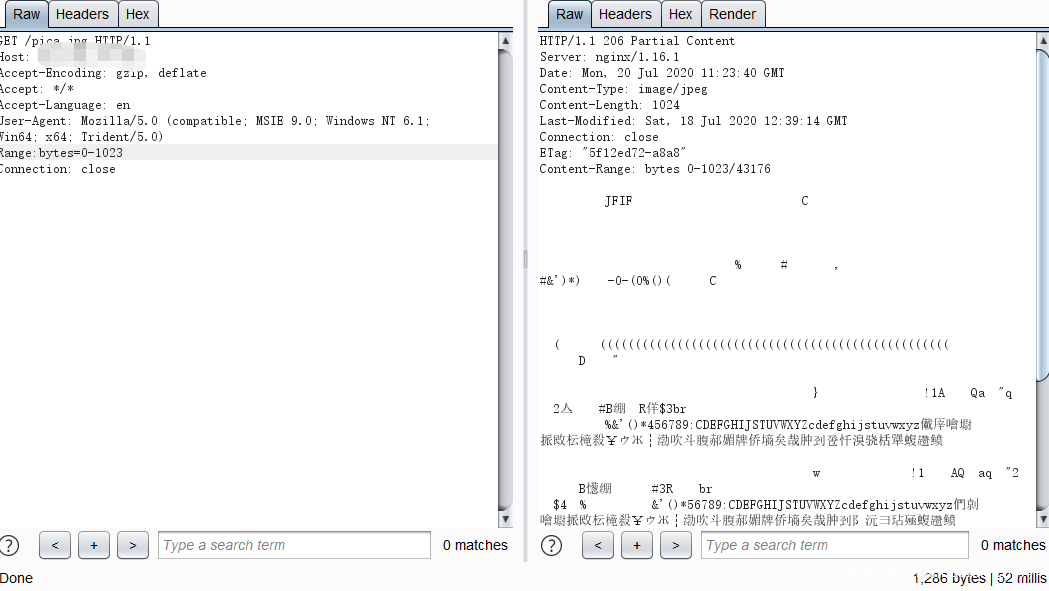 Raw Headers Hex
GET /pica.jpg HTTP/1.1
Host:
Accept-Encoding: gzip, deflate
Accept: */*
Accept-Language: en
User-Agent: Mozilla/5.0 (compatible; MSIE 9.0; Windows NT 6.1;
Win64; x64; Trident/5.0)
Range:bytes=0-1023
Connection: close
? < + > Type a search term 0 matches
Done
Raw Headers Hex Render
HTTP/1.1 206 Partial Content
Server: nginx/1.16.1
Date: Mon, 20 Jul 2020 11:23:40 GMT
Content-Type: image/jpeg
Content-Length: 1024
Last-Modified: Sat, 18 Jul 2020 12:39:14 GMT
Connection: close
ETag: "5f12ed72-a8a8"
Content-Range: bytes 0-1023/43176
JFIF C
% # ,
#&')*) -0-(0%()( C
( ((((((((((((((((((((((((((((((((((((((((((((((((((
D "
} !1A Qa "q
2亼 #B绷 R佯$3br
%&'()*456789:CDEFGHIJSTUVWXYZcdefghijstuvwxyz
w !1 AQ aq "2
B #3R br
$4 % &'()*56789:CDEFGHIJSTUVWXYZcdefghijstuvwxyz
? < + > Type a search term 0 matches
1,286 bytes | 52 millis